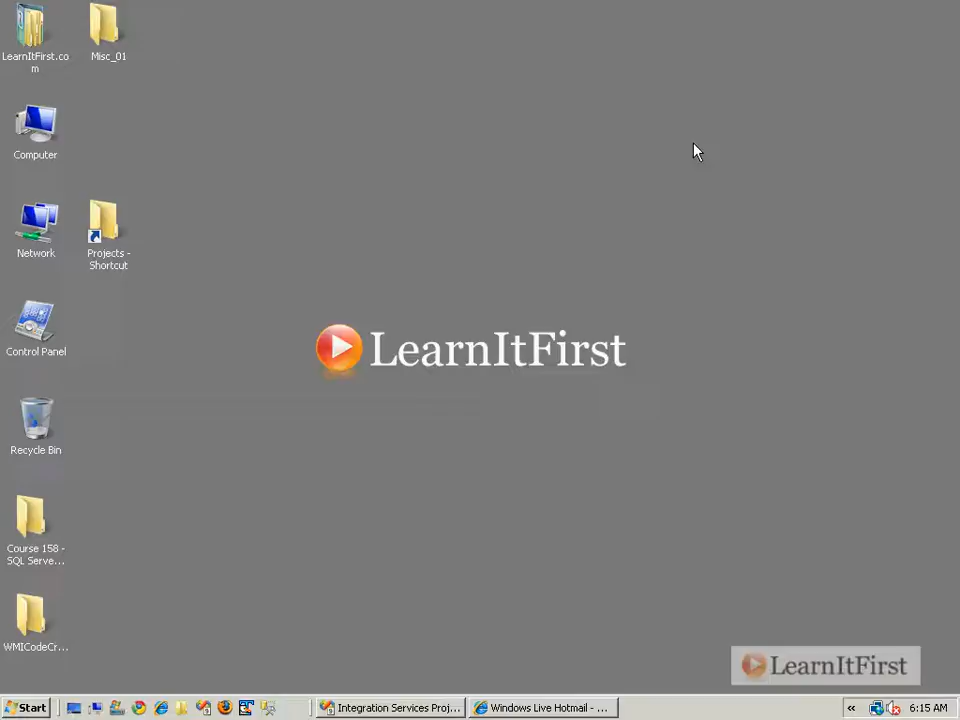 LearnItFirst.co
m
Misc_01
Computer
Network
Projects -
Shortcut
Control Panel
LearnItFirst
Recycle Bin
Course 158 -
SQL Serve...
WMICodeCr...
LearnItFirst
Start
Integration Services Proj...
Windows Live Hotmail - ...
«
6:15 AM